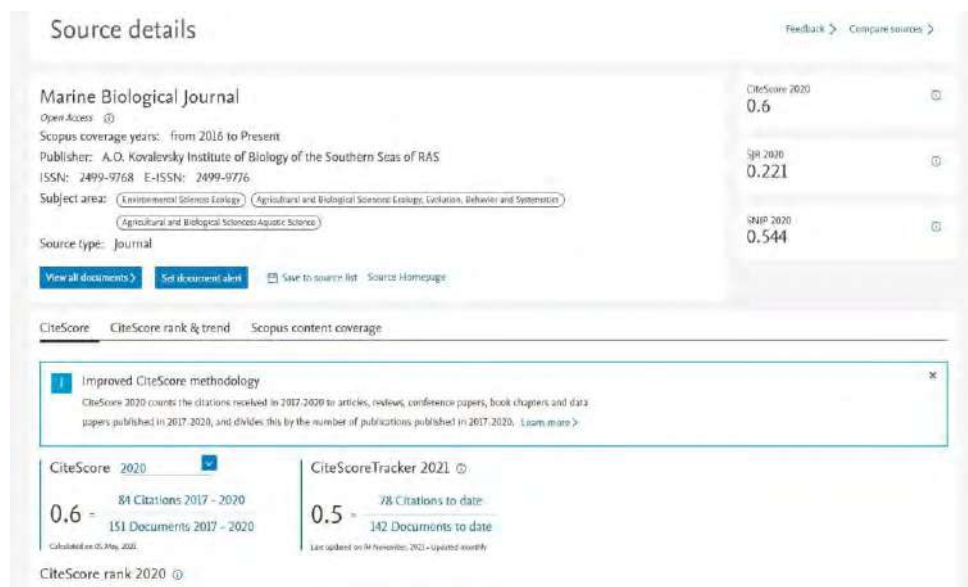 Source details
Feedback > Compare sources >
Marine Biological Journal
Open Access
Scopus coverage years: from 2016 to Present
Publisher: A.O. Kovalevsky Institute of Biology of the Southern Seas of RAS
ISSN: 2499-9768 E-ISSN: 2499-9776
Subject area: Environmental Science: Ecology Agricultural and Biological Sciences: Ecology, Evolution, Behavior and Systematics
Agricultural and Biological Sciences: Aquatic Science
Source type: Journal
View all documents > Set document alert Save to source list Source Homepage
CiteScore 2020
0.6
SJR 2020
0.221
SNIP 2020
0.544
CiteScore CiteScore rank & trend Scopus content coverage
i Improved CiteScore methodology ×
CiteScore 2020 counts the citations received in 2017-2020 to articles, reviews, conference papers, book chapters and data
papers published in 2017-2020, and divides this by the number of publications published in 2017-2020. Learn more >
CiteScore 2020
0.6 =
84 Citations 2017 - 2020
151 Documents 2017 - 2020
Calculated on 05 May, 2021
CiteScoreTracker 2021
0.5 =
78 Citations to date
142 Documents to date
Last updated on 04 November, 2021 • Updated monthly
CiteScore rank 2020